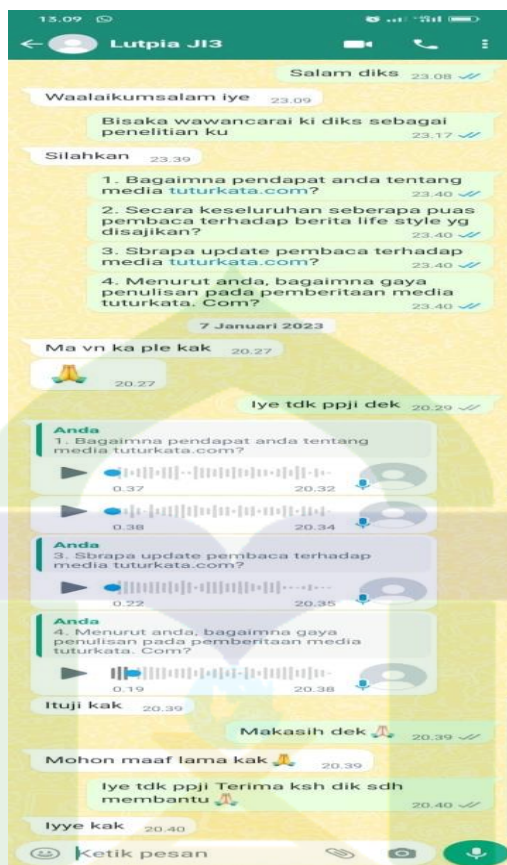 13.09
Lutpia JI3
Salam diks 23.08
Waalaikumsalam iye 23.09
Bisaka wawancarai ki diks sebagai
penelitian ku 23.17
Silahkan 23.39
1. Bagaimna pendapat anda tentang
media tuturkata.com? 23.40
2. Secara keseluruhan seberapa puas
pembaca terhadap berita life style yg
disajikan? 23.40
3. Sbrapa update pembaca terhadap
media tuturkata.com? 23.40
4. Menurut anda, bagaimna gaya
penulisan pada pemberitaan media
tuturkata. Com? 23.40
7 Januari 2023
Ma vn ka ple kak 20.27
🙏 20.27
Iye tdk ppji dek 20.29
Anda
1. Bagaimna pendapat anda tentang
media tuturkata.com?
0.37 20.32
0.38 20.34
Anda
3. Sbrapa update pembaca terhadap
media tuturkata.com?
0.22 20.35
Anda
4. Menurut anda, bagaimna gaya
penulisan pada pemberitaan media
tuturkata. Com?
0.19 20.38
Ituji kak 20.39
Makasih dek 🙏 20.39
Mohon maaf lama kak 🙏 20.39
Iye tdk ppji Terima ksh dik sdh
membantu 🙏 20.40
Iyye kak 20.40
Ketik pesan